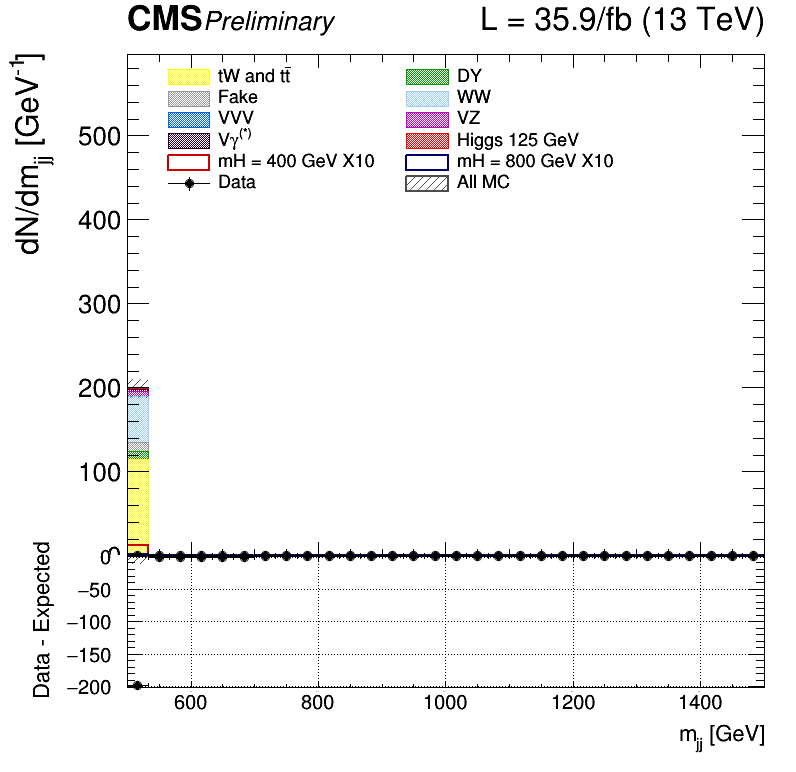 CMS Preliminary L = 35.9/fb (13 TeV)
dN/dm_jj [GeV^-1]
tW and tt̄ DY
Fake WW
VVV VZ
Vγ^(*) Higgs 125 GeV
mH = 400 GeV X10 mH = 800 GeV X10
Data All MC
500
400
300
200
100
0
Data - Expected
−50
−100
−150
−200
600 800 1000 1200 1400
m_jj [GeV]